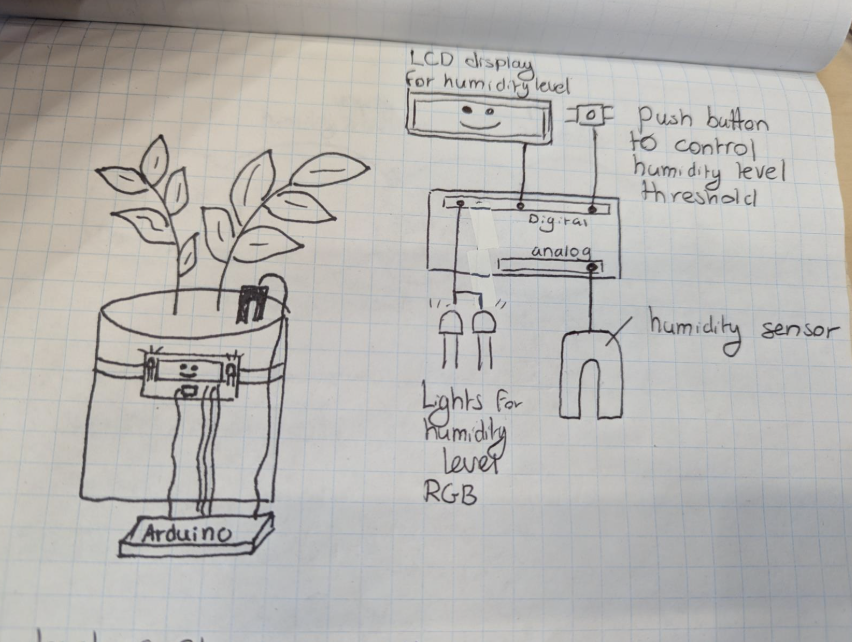 LCD display
for humidity level
Push button
to control
humidity level
threshold
Digital
analog
humidity sensor
Lights for
humidity
level
RGB
Arduino